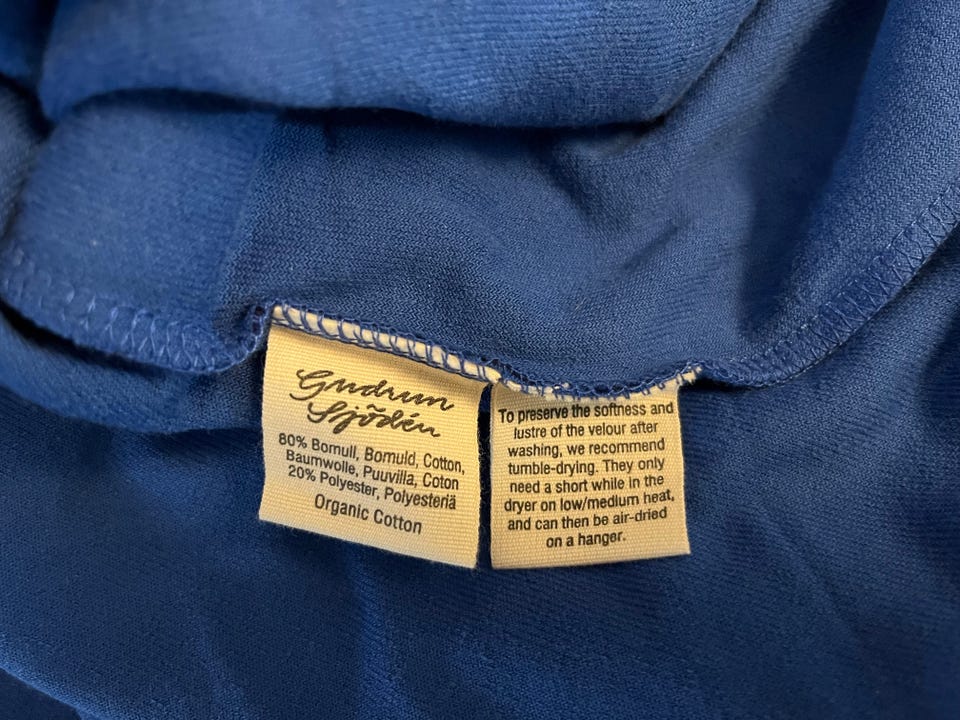 Gudrun
Sjödén
80% Bomull, Bomuld, Cotton,
Baumwolle, Puuvilla, Coton
20% Polyester, Polyesteriä
Organic Cotton
To preserve the softness and
lustre of the velour after
washing, we recommend
tumble-drying. They only
need a short while in the
dryer on low/medium heat,
and can then be air-dried
on a hanger.